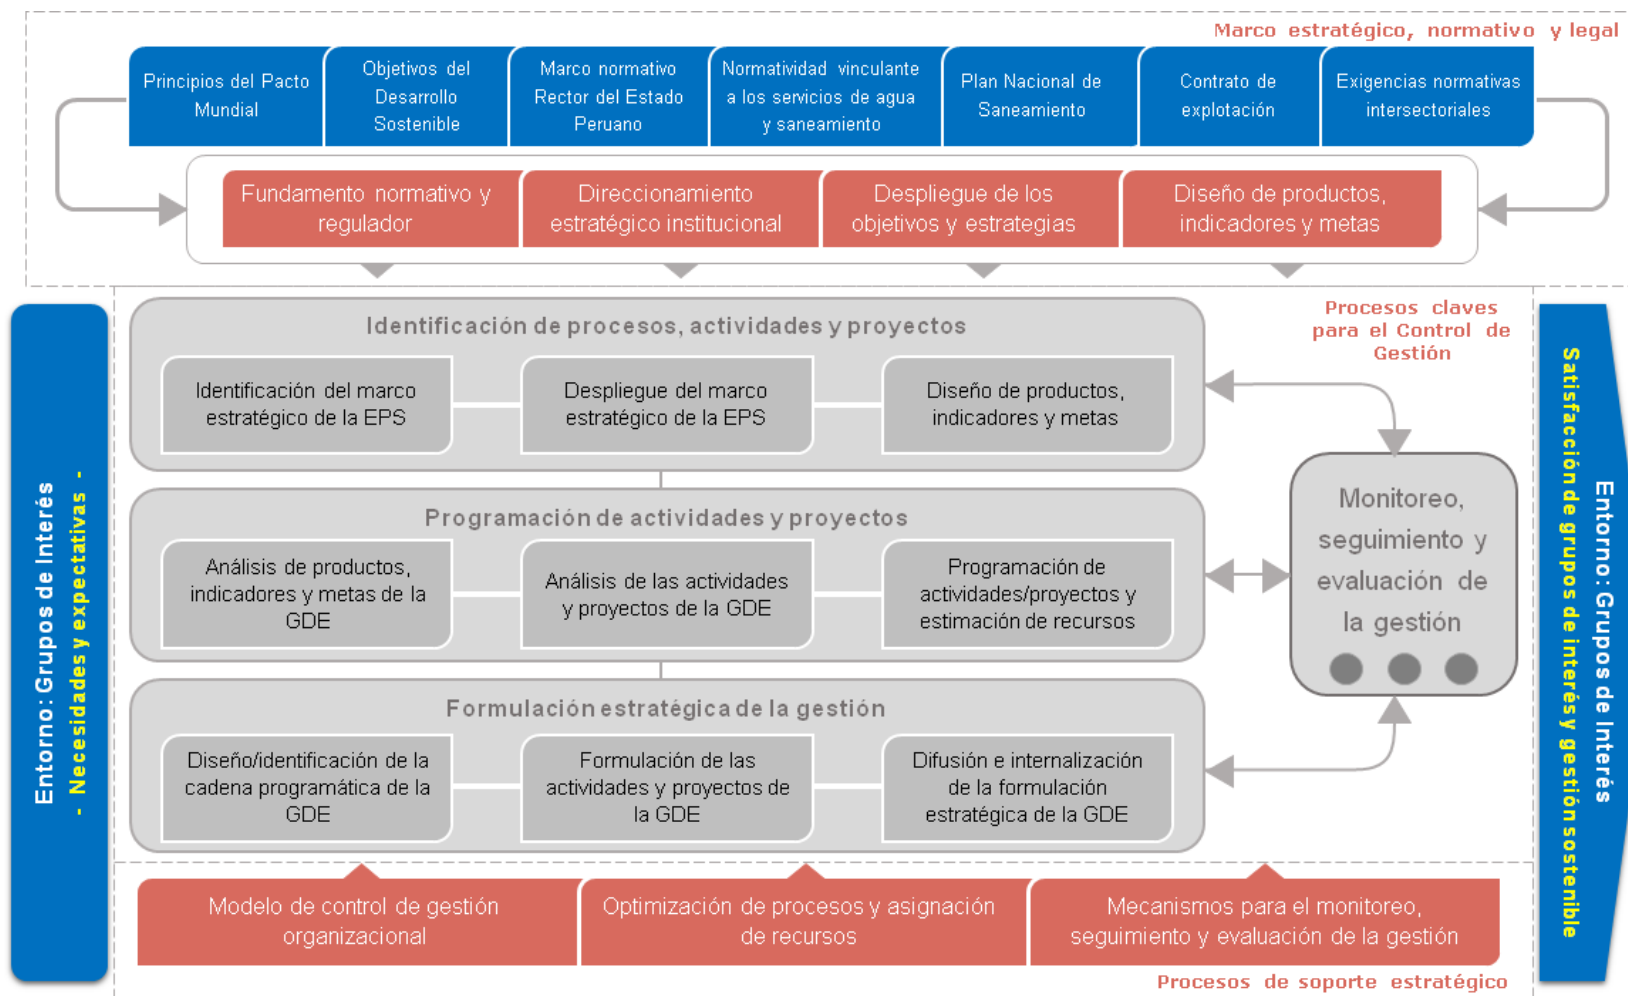 Marco estratégico, normativo y legal
Principios del Pacto
Mundial
Objetivos del
Desarrollo
Sostenible
Marco normativo
Rector del Estado
Peruano
Normatividad vinculante
a los servicios de agua
y saneamiento
Plan Nacional de
Saneamiento
Contrato de
explotación
Exigencias normativas
intersectoriales
Fundamento normativo y
regulador
Direccionamiento
estratégico institucional
Despliegue de los
objetivos y estrategias
Diseño de productos,
indicadores y metas
Entorno: Grupos de Interés
- Necesidades y expectativas -
Procesos claves
para el Control de
Gestión
Identificación de procesos, actividades y proyectos
Identificación del marco
estratégico de la EPS
Despliegue del marco
estratégico de la EPS
Diseño de productos,
indicadores y metas
Programación de actividades y proyectos
Análisis de productos,
indicadores y metas de la
GDE
Análisis de las actividades
y proyectos de la GDE
Programación de
actividades/proyectos y
estimación de recursos
Formulación estratégica de la gestión
Diseño/identificación de la
cadena programática de la
GDE
Formulación de las
actividades y proyectos de
la GDE
Difusión e internalización
de la formulación
estratégica de la GDE
Monitoreo,
seguimiento y
evaluación de
la gestión
Entorno: Grupos de Interés
Satisfacción de grupos de interés y gestión sostenible
Modelo de control de gestión
organizacional
Optimización de procesos y asignación
de recursos
Mecanismos para el monitoreo,
seguimiento y evaluación de la gestión
Procesos de soporte estratégico